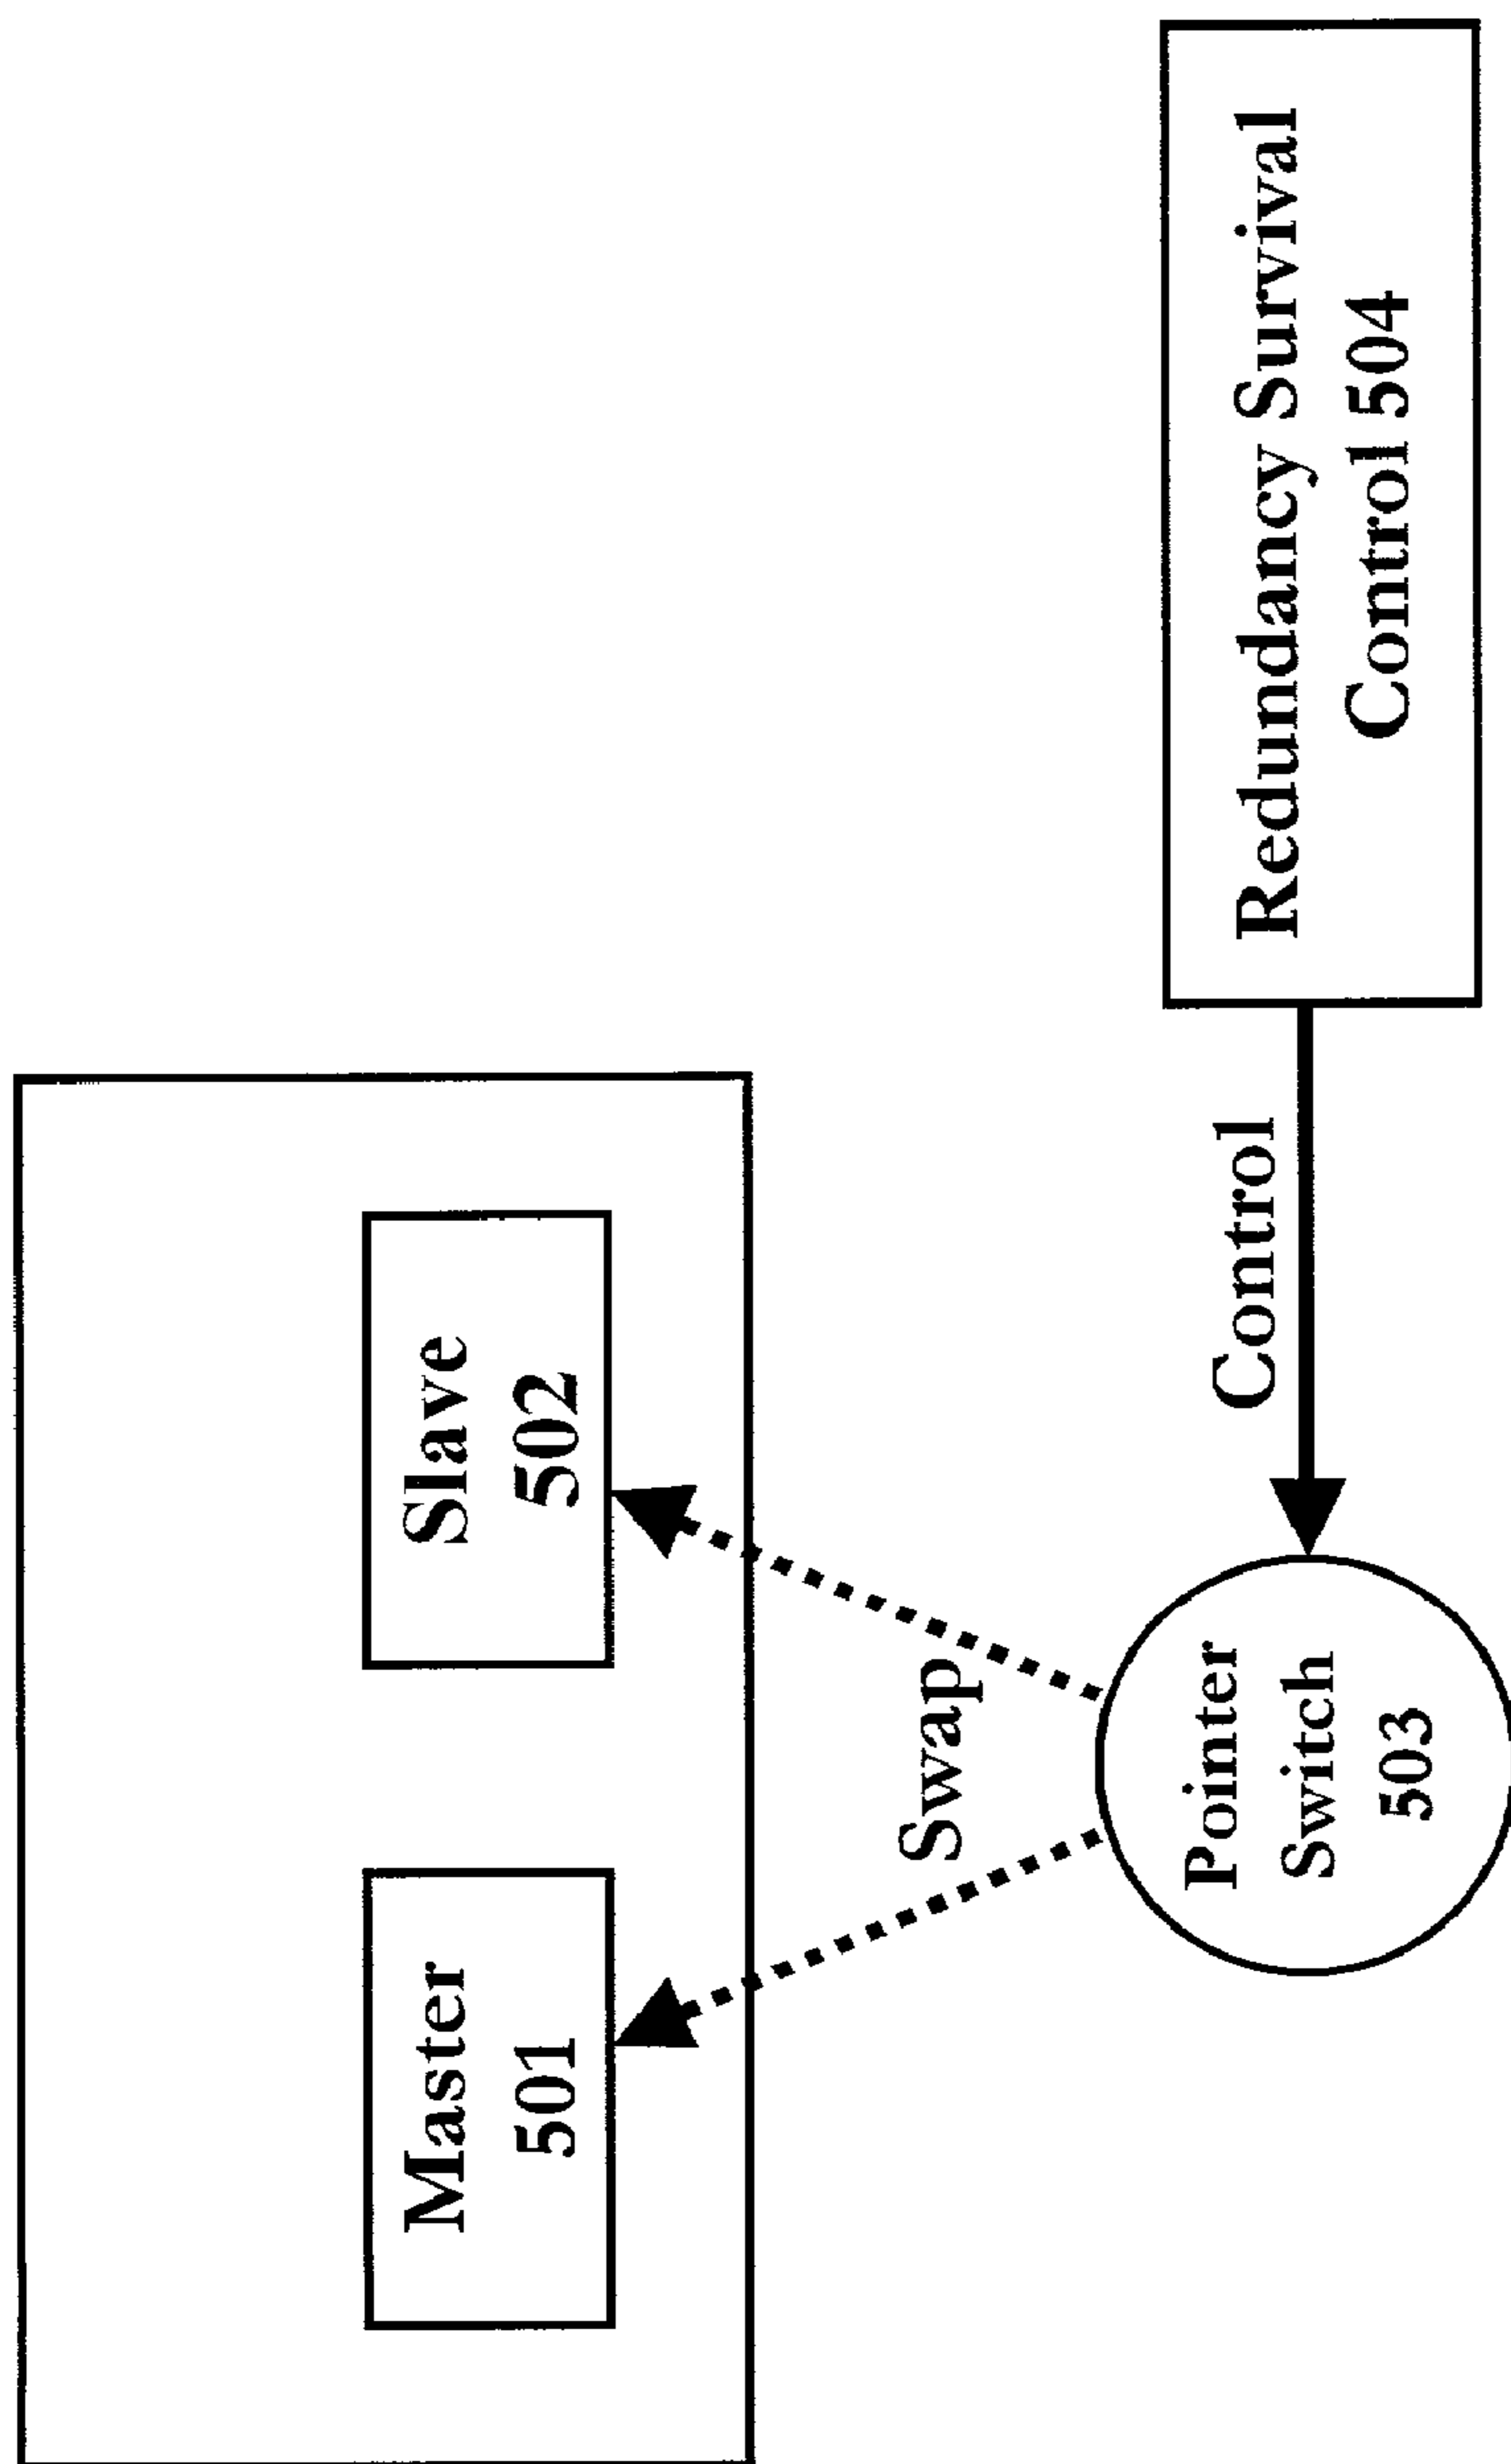 Master
501
Slave
502
Swap
Pointer
Switch
503
Control
Redundancy Survival
Control 504